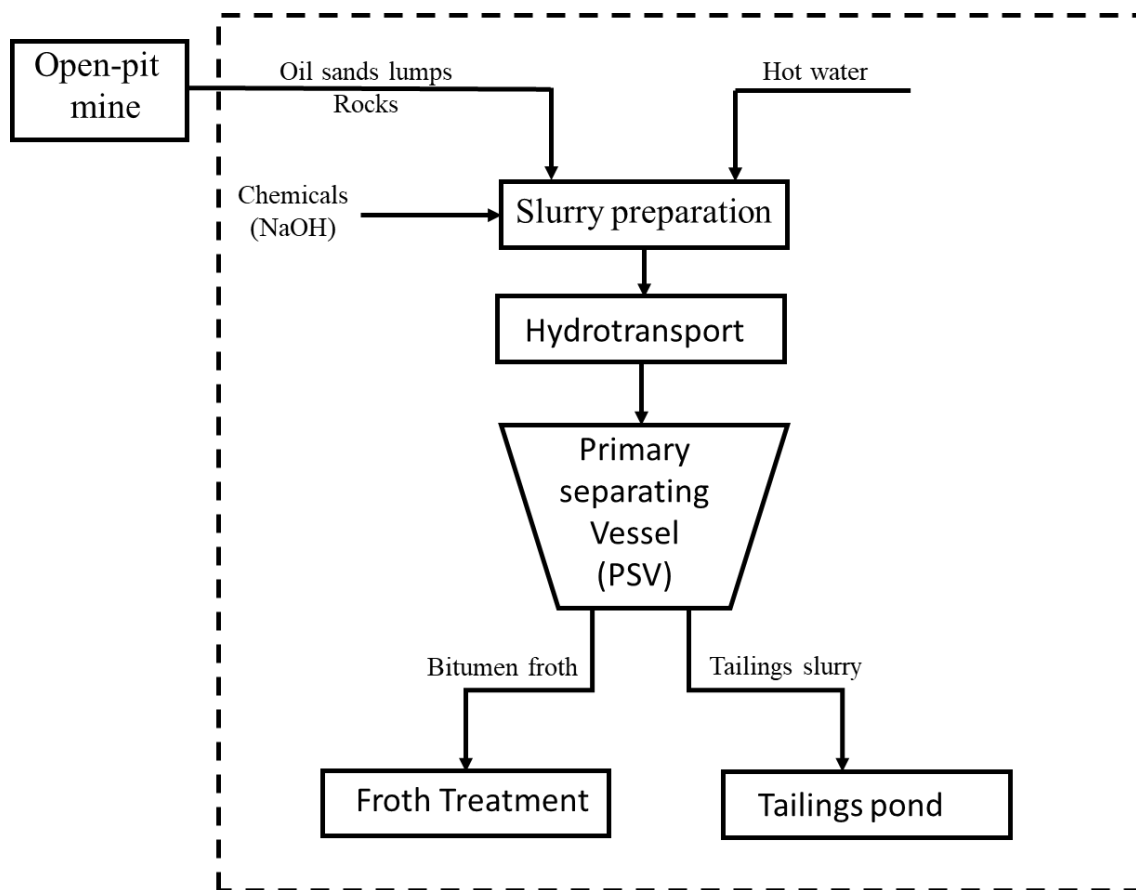 Open-pit
mine
Oil sands lumps
Rocks
Hot water
Chemicals
(NaOH)
Slurry preparation
Hydrotransport
Primary
separating
Vessel
(PSV)
Bitumen froth
Tailings slurry
Froth Treatment
Tailings pond